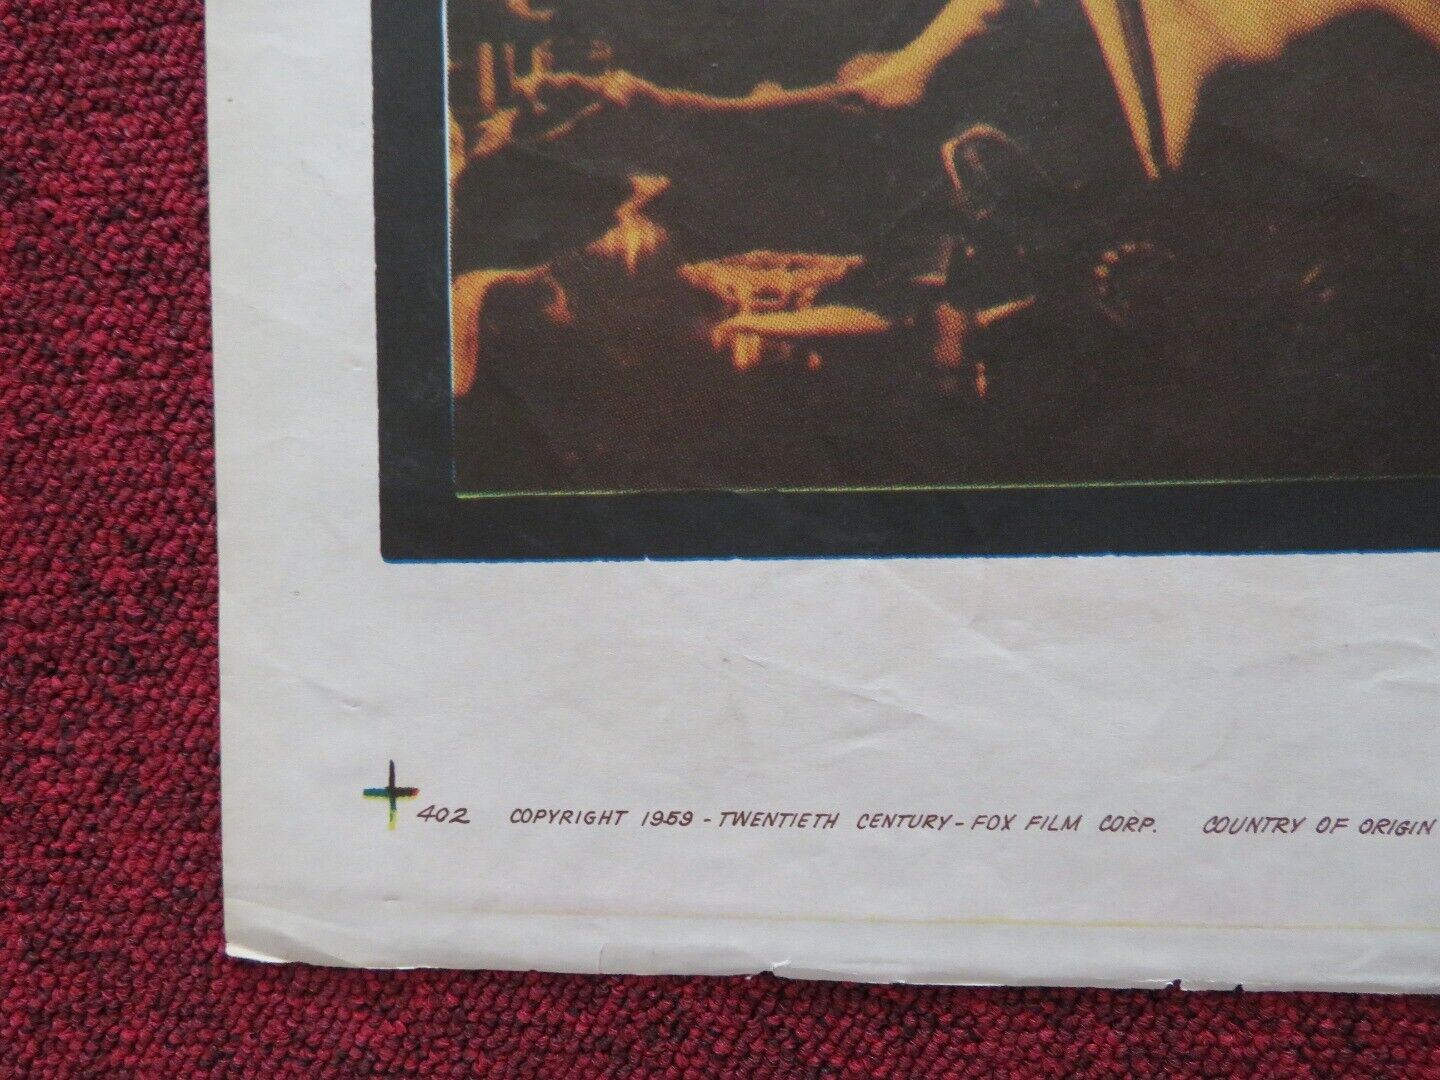 402 COPYRIGHT 1959 - TWENTIETH CENTURY - FOX FILM CORP. COUNTRY OF ORIGIN